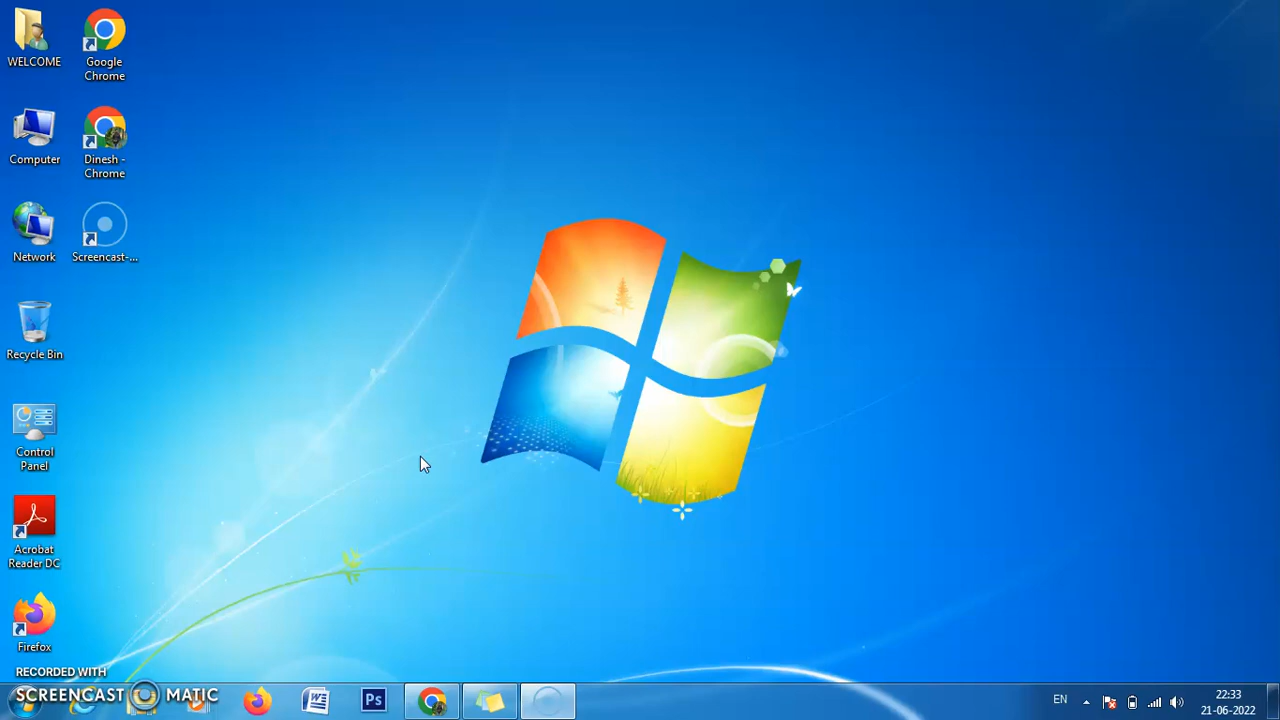 WELCOME
Google
Chrome
Computer
Dinesh -
Chrome
Network
Screencast-...
Recycle Bin
Control
Panel
Acrobat
Reader DC
Firefox
RECORDED WITH
SCREENCAST MATIC
W
Ps
EN
22:33
21-06-2022